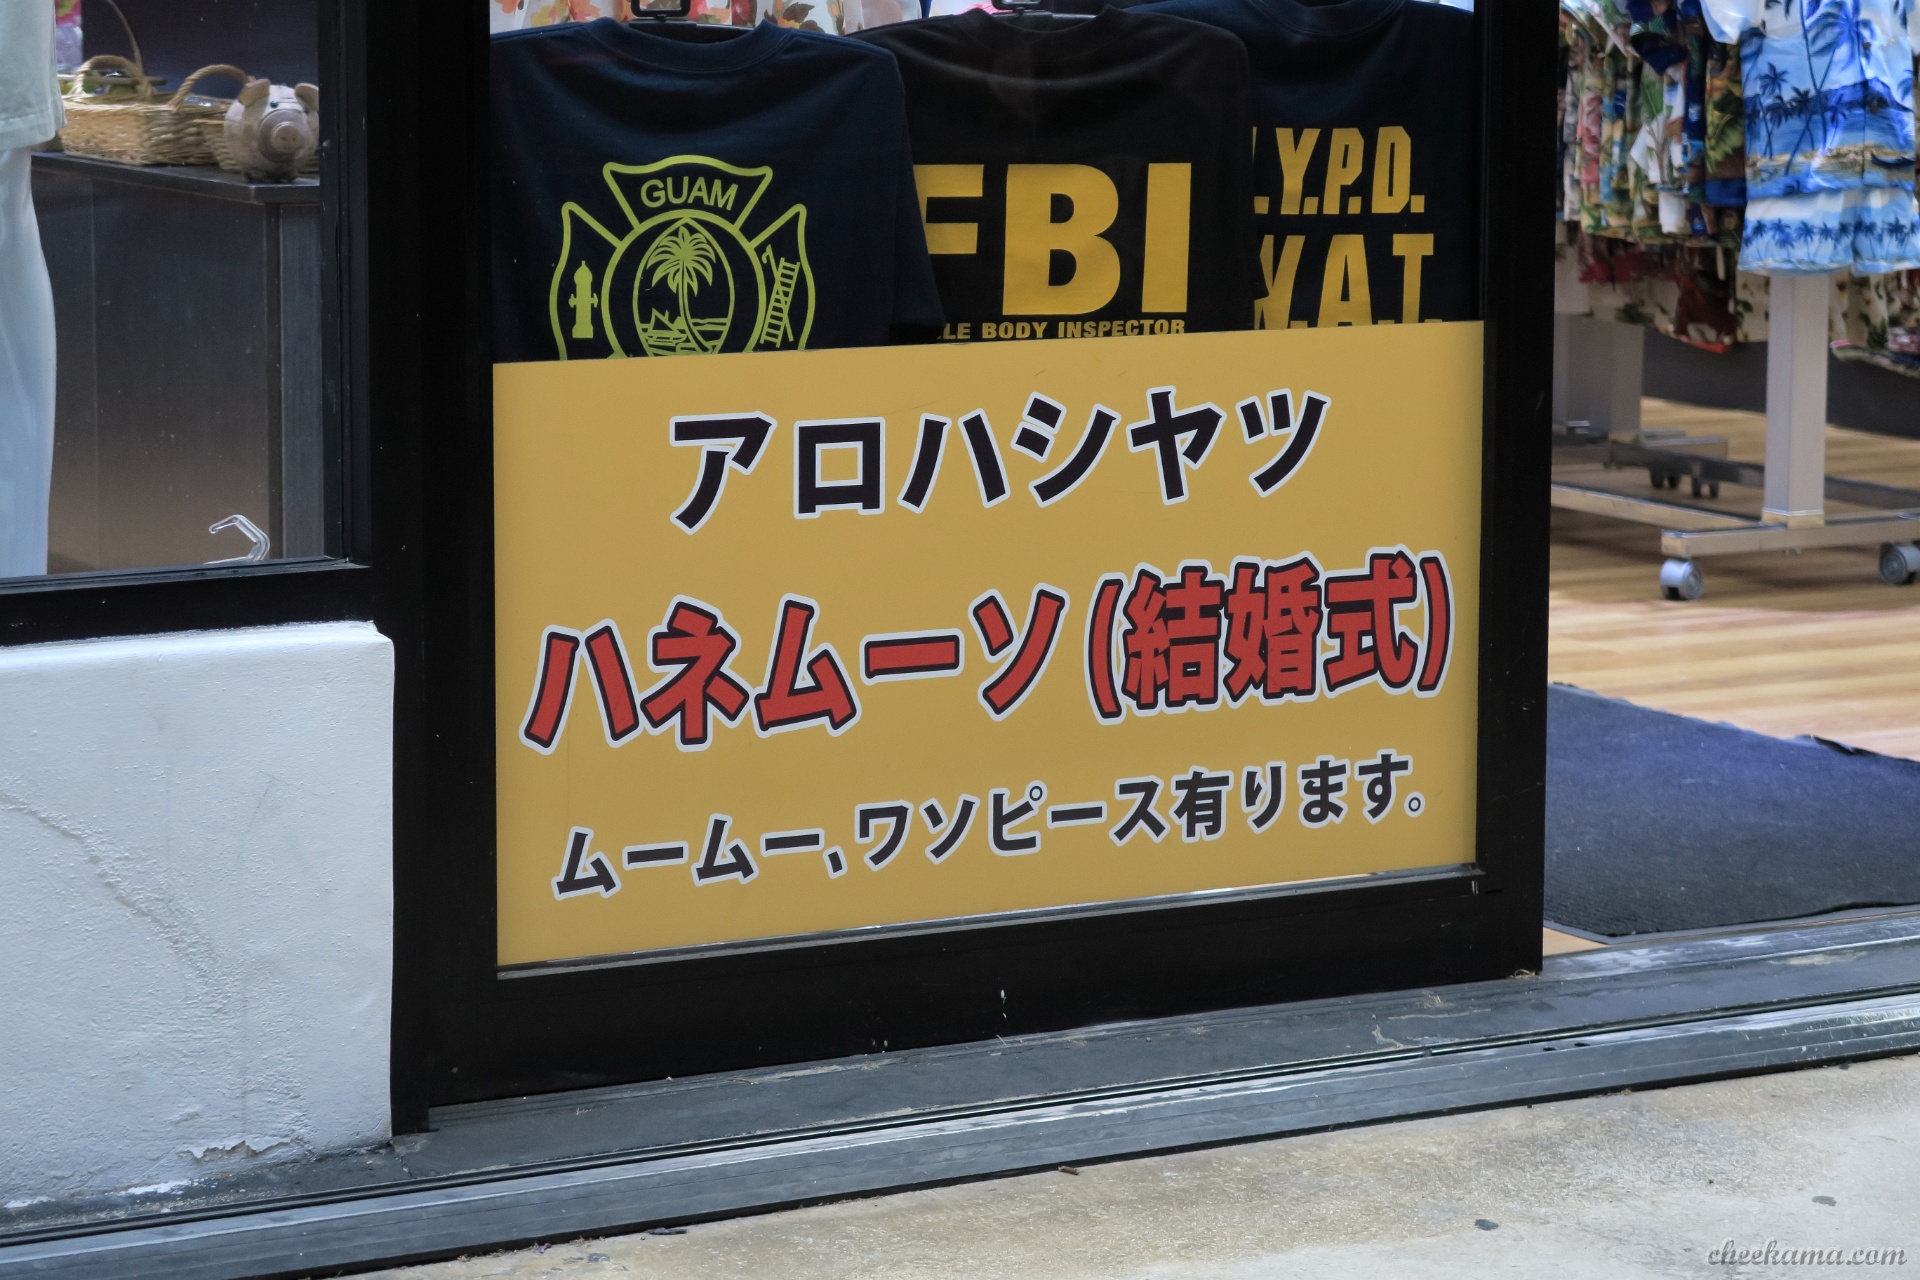 GUAM
FBI
BODY INSPECTOR
.Y.P.D.
.A.T.
アロハシャツ
ハネムーソ(結婚式)
ムームー,ワソピース有ります。
cheekama.com